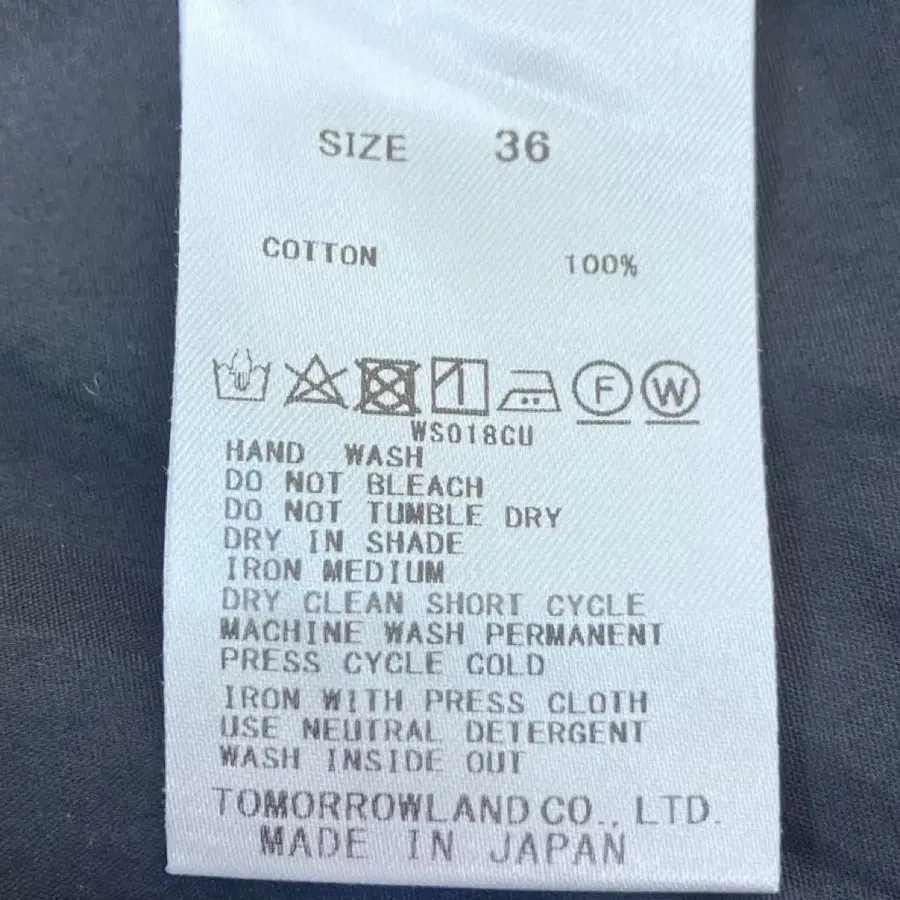 SIZE 36
COTTON 100%
F W
WS018CU
HAND WASH
DO NOT BLEACH
DO NOT TUMBLE DRY
DRY IN SHADE
IRON MEDIUM
DRY CLEAN SHORT CYCLE
MACHINE WASH PERMANENT
PRESS CYCLE COLD
IRON WITH PRESS CLOTH
USE NEUTRAL DETERGENT
WASH INSIDE OUT
TOMORROWLAND CO., LTD.
MADE IN JAPAN